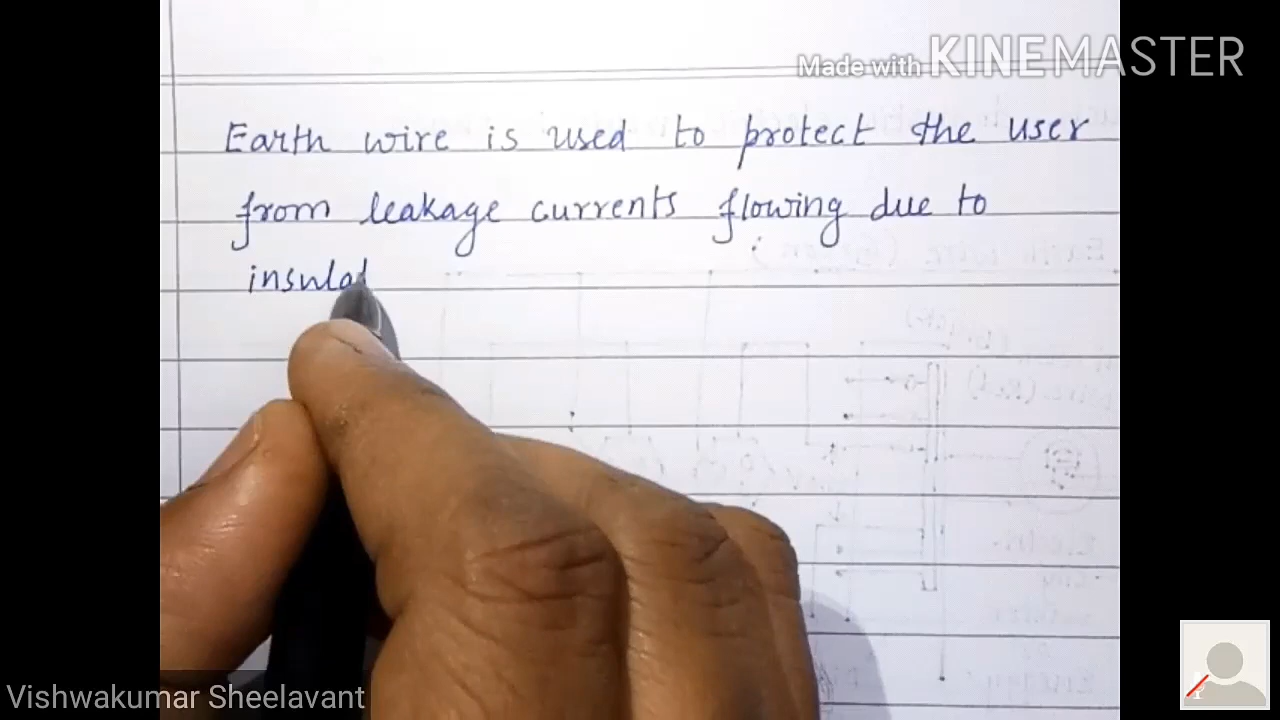 Made with KINEMASTER
Earth wire is used to protect the user
from leakage currents flowing due to
insulat
Vishwakumar Sheelavant